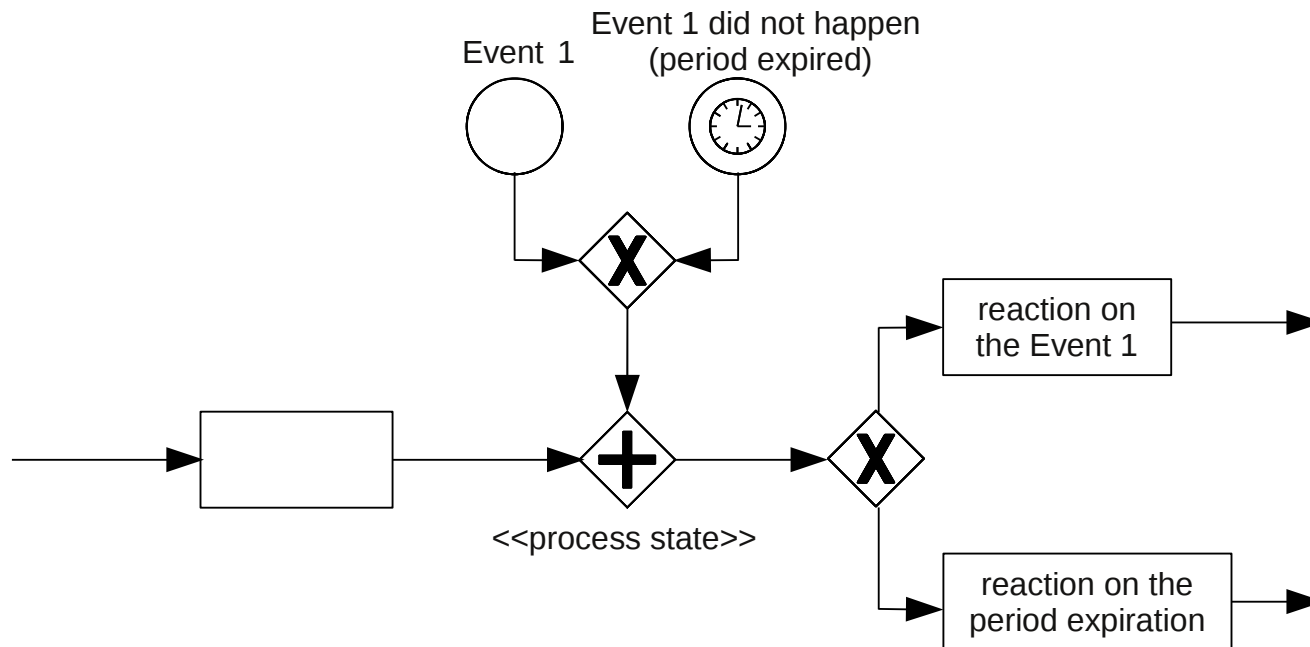 Event 1 did not happen
(period expired)
Event 1
reaction on
the Event 1
<<process state>>
reaction on the
period expiration